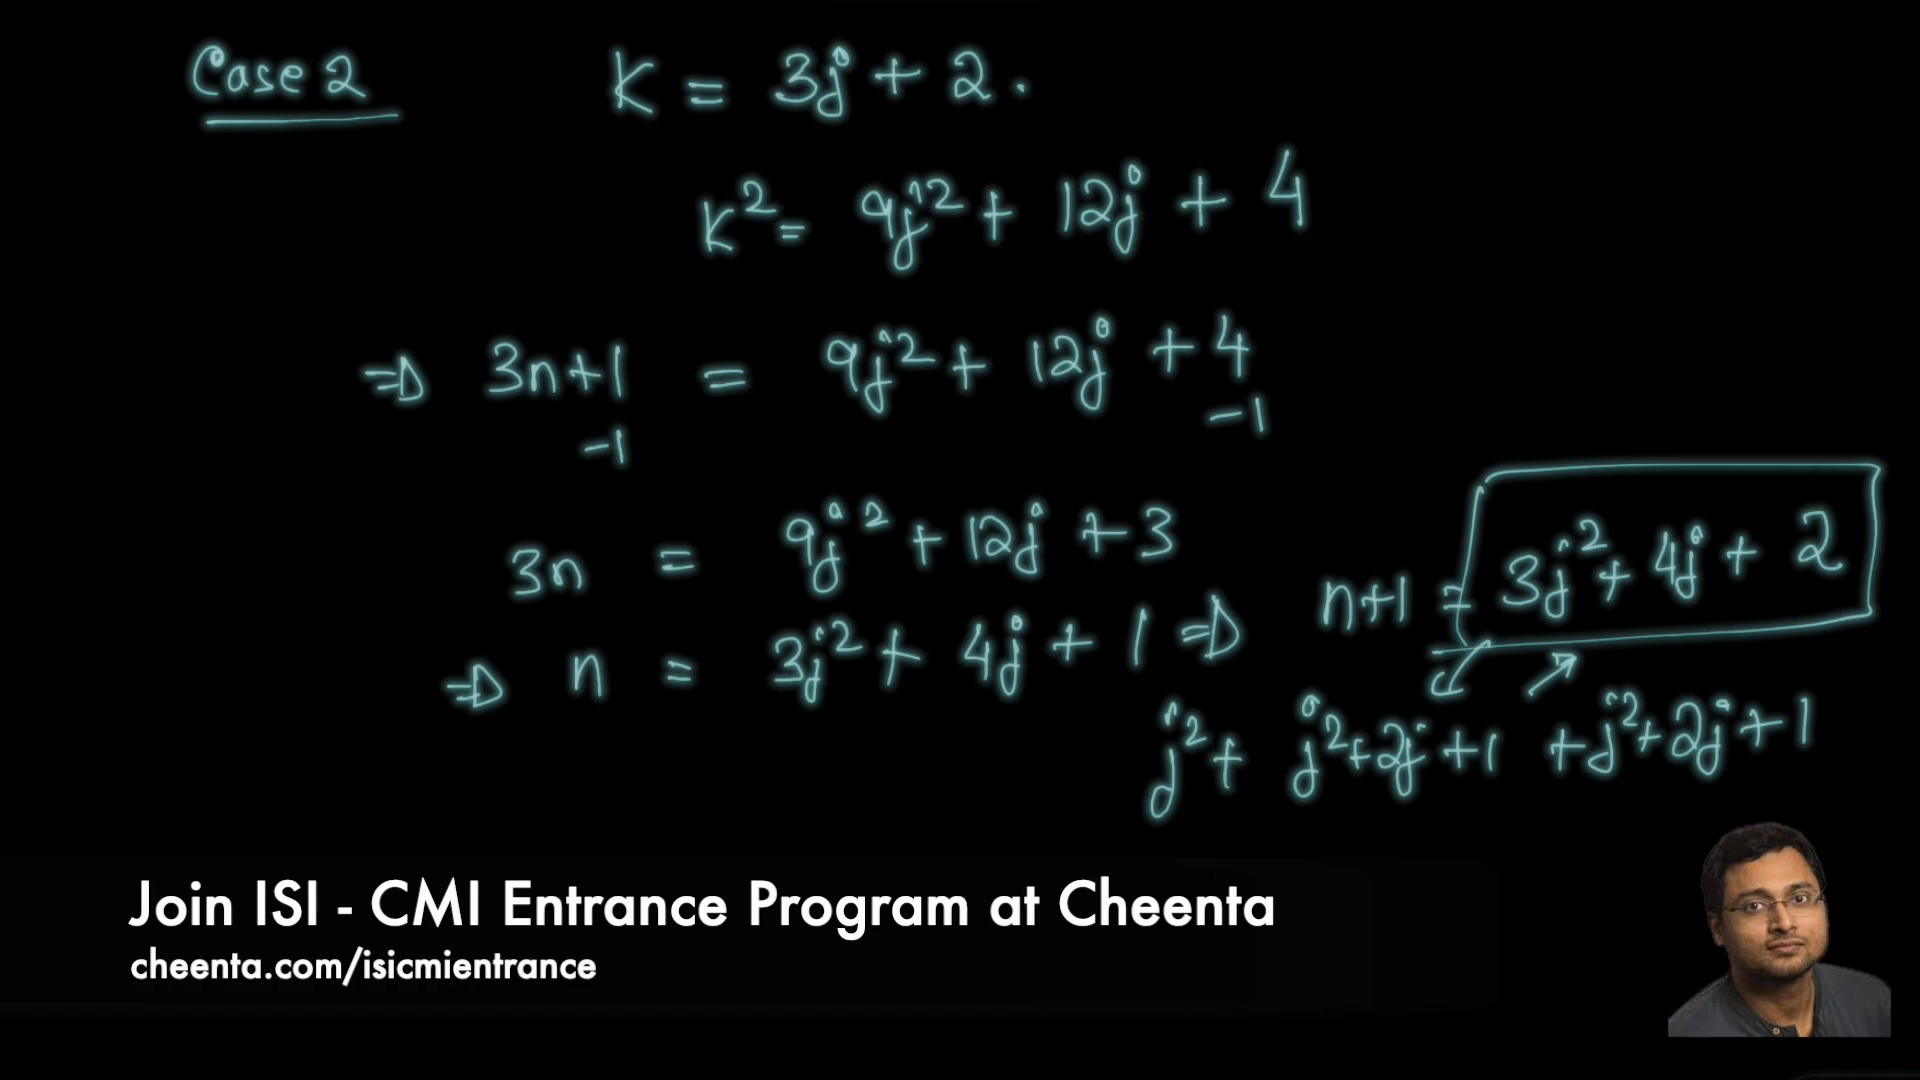 Case 2 K = 3j + 2.
K² = 9j² + 12j + 4
⇒ 3n+1 = 9j² + 12j + 4
-1 -1
3n = 9j² + 12j + 3
⇒ n = 3j² + 4j + 1 ⇒ n+1 = 3j² + 4j + 2
j² + j²+2j+1 +j²+2j+1
Join ISI - CMI Entrance Program at Cheenta
cheenta.com/isicmientrance